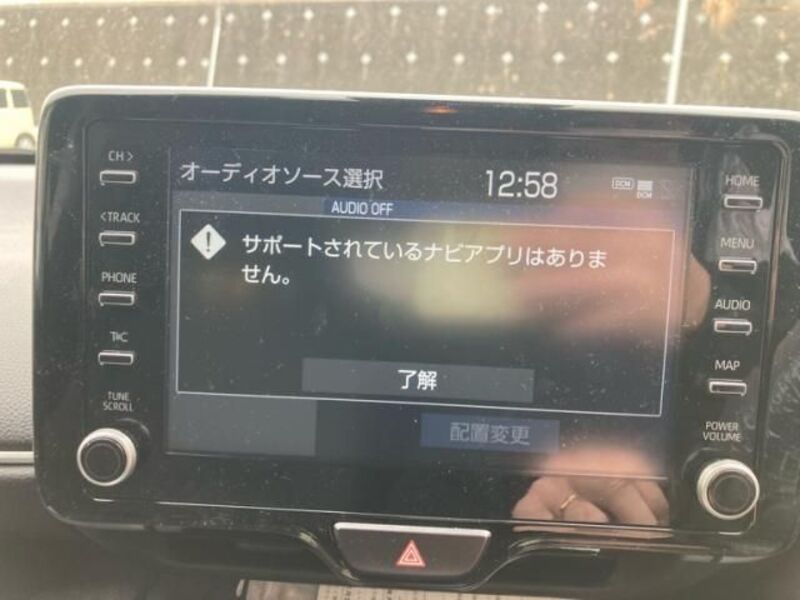 オーディオソース選択
12:58
DCM
DCM
AUDIO OFF
サポートされているナビアプリはありま
せん。
了解
配置変更
CH>
<TRACK
PHONE
TUNE
SCROLL
HOME
MENU
AUDIO
MAP
POWER
VOLUME